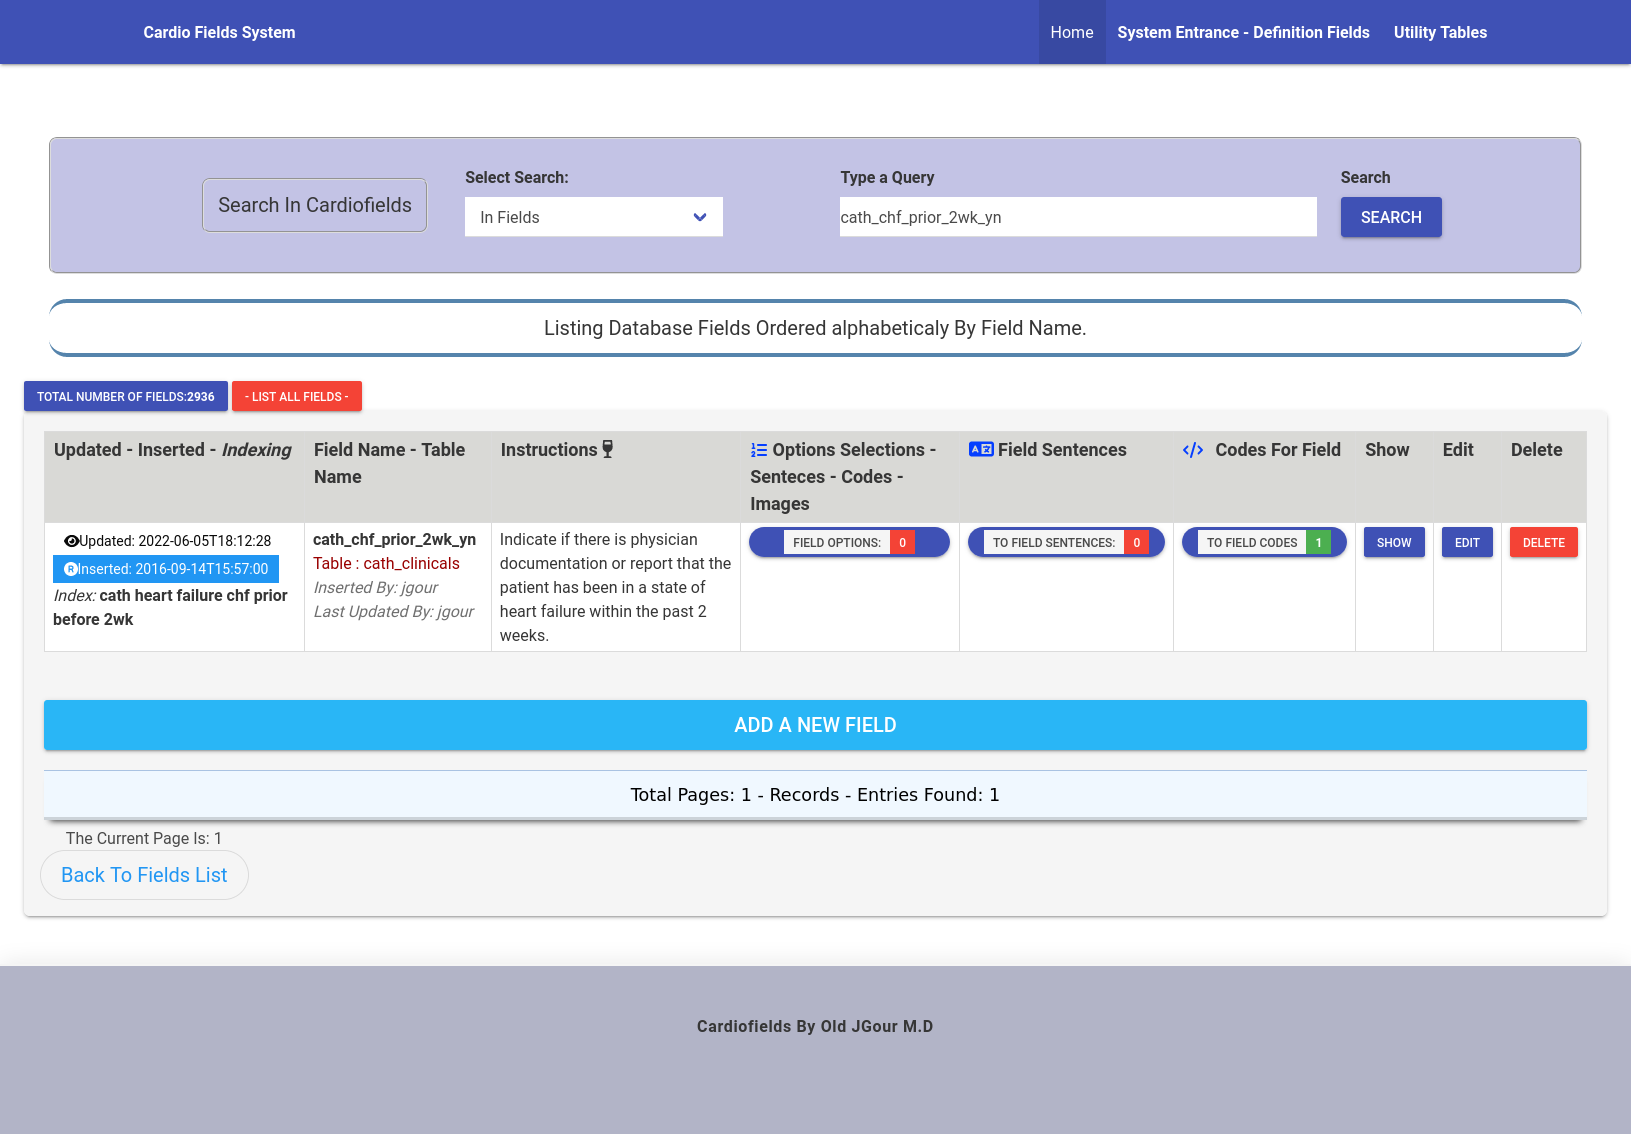 Cardio Fields System
Home
System Entrance - Definition Fields
Utility Tables
Search In Cardiofields
Select Search:
In Fields
Type a Query
cath_chf_prior_2wk_yn
Search
SEARCH
Listing Database Fields Ordered alphabeticaly By Field Name.
TOTAL NUMBER OF FIELDS:2936
- LIST ALL FIELDS -
Updated - Inserted - Indexing
Field Name - Table
Name
Instructions
Options Selections -
Senteces - Codes -
Images
Field Sentences
Codes For Field
Show
Edit
Delete
Updated: 2022-06-05T18:12:28
Inserted: 2016-09-14T15:57:00
Index: cath heart failure chf prior
before 2wk
cath_chf_prior_2wk_yn
Table : cath_clinicals
Inserted By: jgour
Last Updated By: jgour
Indicate if there is physician
documentation or report that the
patient has been in a state of
heart failure within the past 2
weeks.
FIELD OPTIONS: 0
TO FIELD SENTENCES: 0
TO FIELD CODES 1
SHOW
EDIT
DELETE
ADD A NEW FIELD
Total Pages: 1 - Records - Entries Found: 1
The Current Page Is: 1
Back To Fields List
Cardiofields By Old JGour M.D